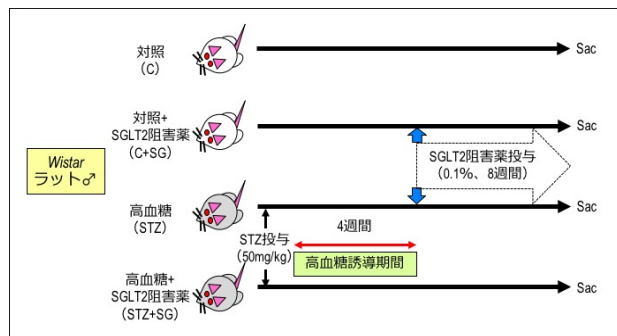 対照
（C）
Sac
対照+
SGLT2阻害薬
（C+SG）
Sac
SGLT2阻害薬投与
（0.1%、8週間）
Wistar
ラット♂
高血糖
（STZ）
Sac
STZ投与
（50mg/kg）
4週間
高血糖誘導期間
高血糖+
SGLT2阻害薬
（STZ+SG）
Sac